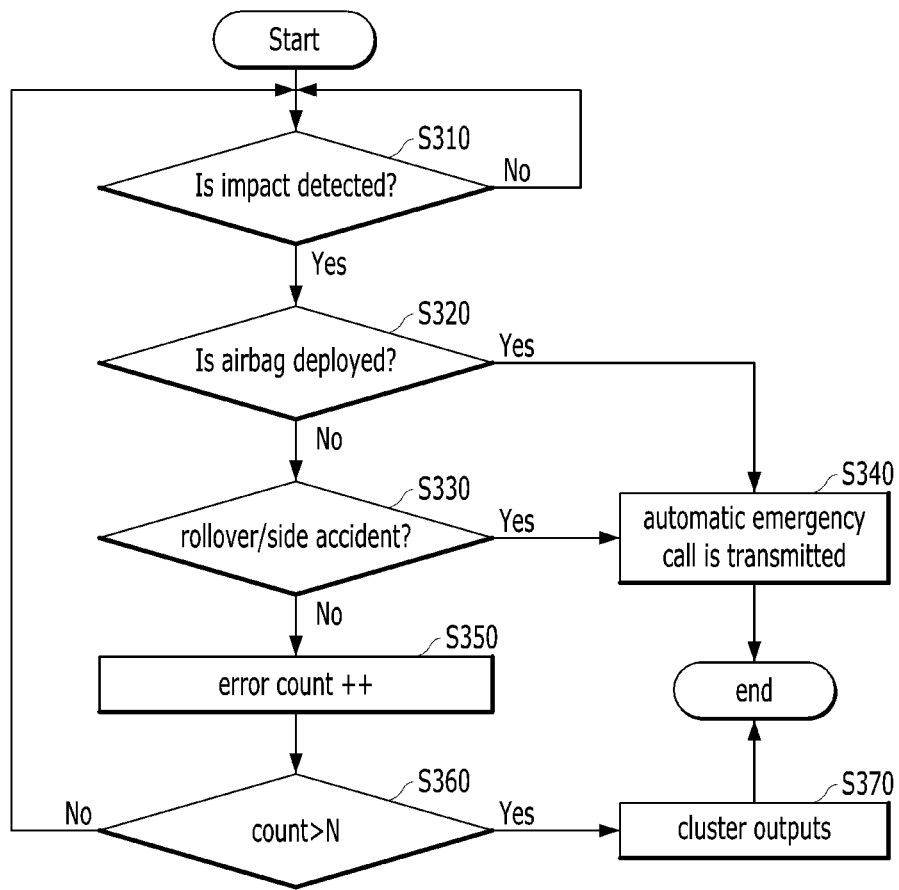 Start
S310
Is impact detected?
No
Yes
S320
Is airbag deployed?
Yes
No
S330
rollover/side accident?
Yes
S340
automatic emergency
call is transmitted
No
S350
error count ++
end
S360
No
count>N
Yes
S370
cluster outputs